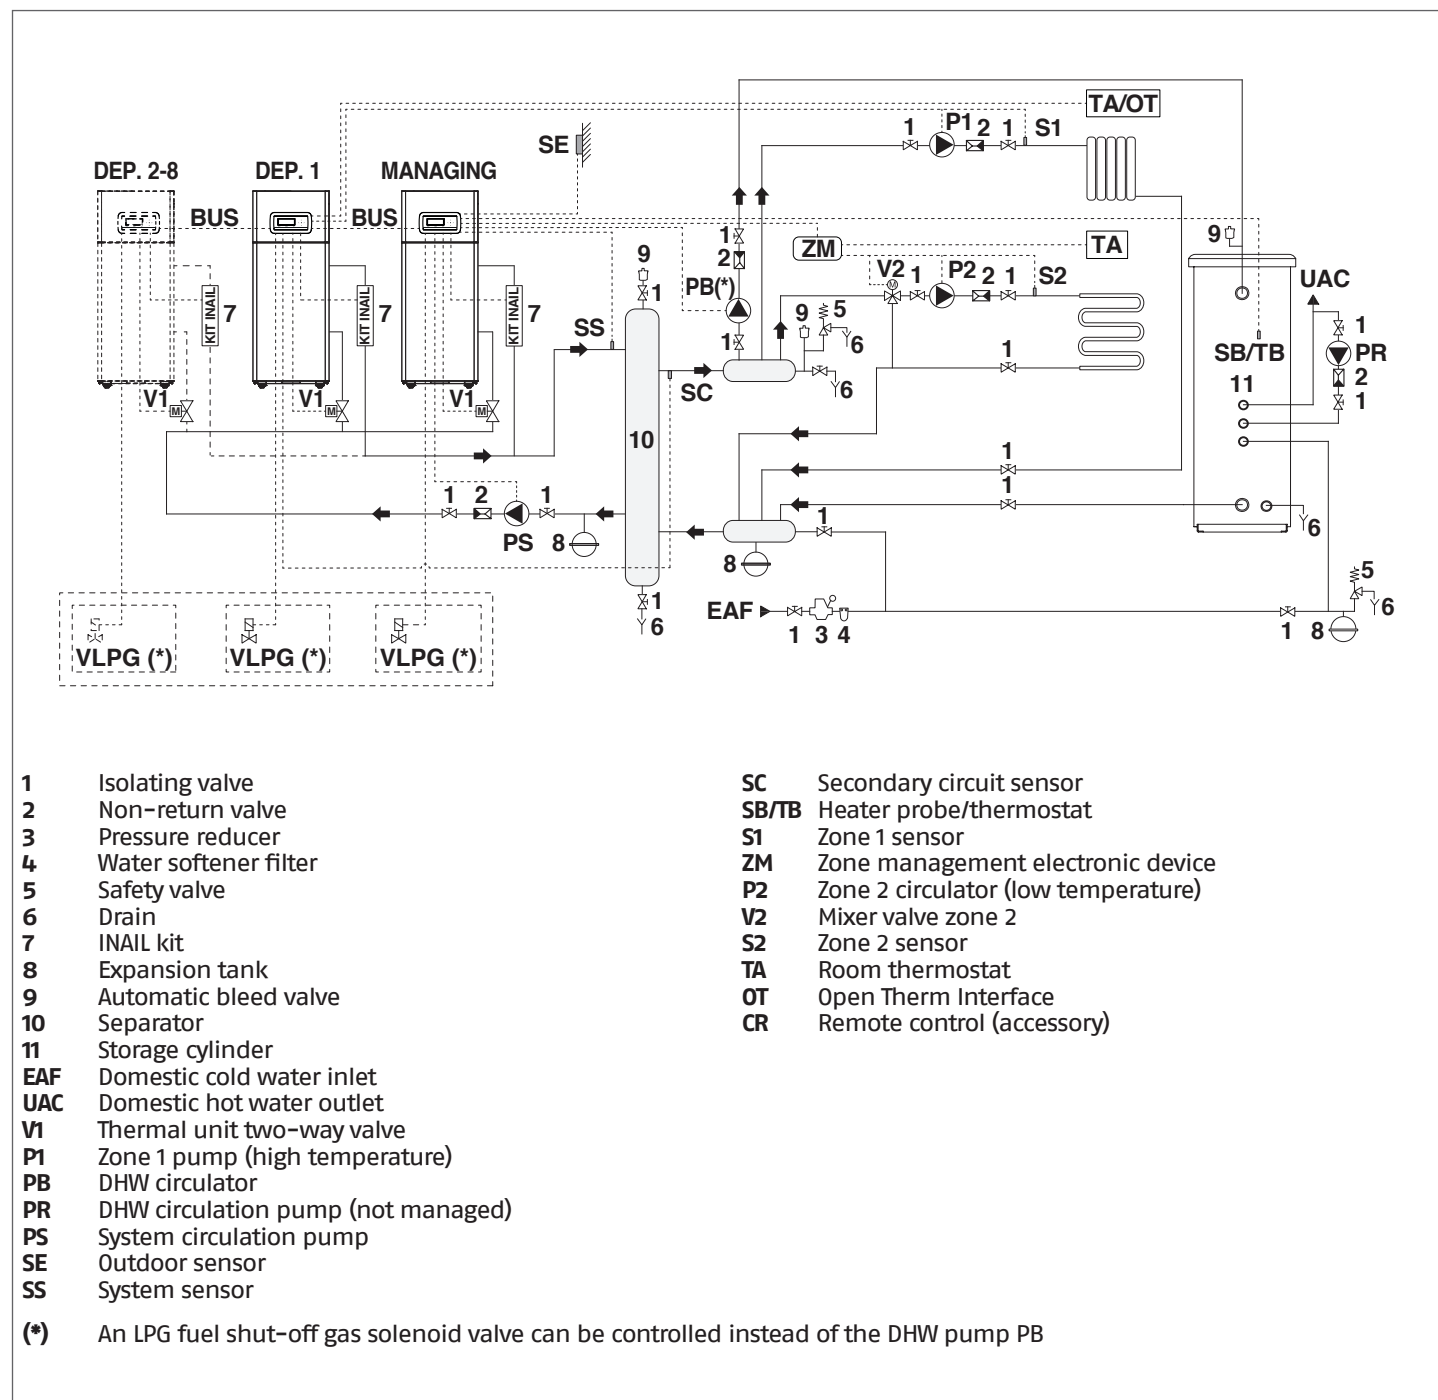 TA/OT
1 P1 2 1 S1
SE
DEP. 2-8 DEP. 1 MANAGING
BUS BUS
1
2
PB(*)
1
ZM
TA
9
UAC
V2 1 P2 2 1 S2
9
1
9 5
6
6
KIT INAIL 7
KIT INAIL 7
KIT INAIL 7
SS
SC
SB/TB
11
1
PR
2
1
1
V1 M
V1 M
V1 M
M
10
1
1
1 2 1
PS 8
8
1
6
EAF
1 3 4
1
6
5
6
1 8
VLPG (*) VLPG (*) VLPG (*)
1 Isolating valve
2 Non-return valve
3 Pressure reducer
4 Water softener filter
5 Safety valve
6 Drain
7 INAIL kit
8 Expansion tank
9 Automatic bleed valve
10 Separator
11 Storage cylinder
EAF Domestic cold water inlet
UAC Domestic hot water outlet
V1 Thermal unit two-way valve
P1 Zone 1 pump (high temperature)
PB DHW circulator
PR DHW circulation pump (not managed)
PS System circulation pump
SE Outdoor sensor
SS System sensor
SC Secondary circuit sensor
SB/TB Heater probe/thermostat
S1 Zone 1 sensor
ZM Zone management electronic device
P2 Zone 2 circulator (low temperature)
V2 Mixer valve zone 2
S2 Zone 2 sensor
TA Room thermostat
OT Open Therm Interface
CR Remote control (accessory)
(*) An LPG fuel shut-off gas solenoid valve can be controlled instead of the DHW pump PB